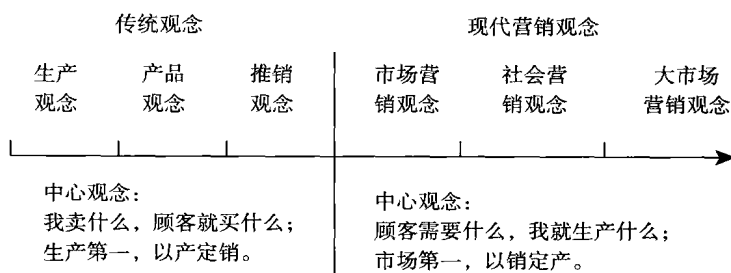 传统观念
现代营销观念
生产
观念
产品
观念
推销
观念
市场营
销观念
社会营
销观念
大市场
营销观念
中心观念：
我卖什么，顾客就买什么；
生产第一，以产定销。
中心观念：
顾客需要什么，我就生产什么；
市场第一，以销定产。